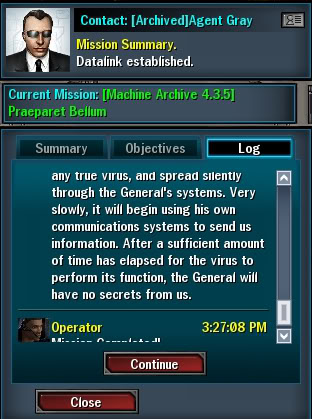 Contact: [Archived]Agent Gray
Mission Summary.
Datalink established.
Current Mission: [Machine Archive 4.3.5]
Praeparet Bellum
Summary
Objectives
Log
any true virus, and spread silently
through the General's systems. Very
slowly, it will begin using his own
communications systems to send us
information. After a sufficient amount
of time has elapsed for the virus to
perform its function, the General will
have no secrets from us.
Operator 3:27:08 PM
Mission Completed!
Continue
Close